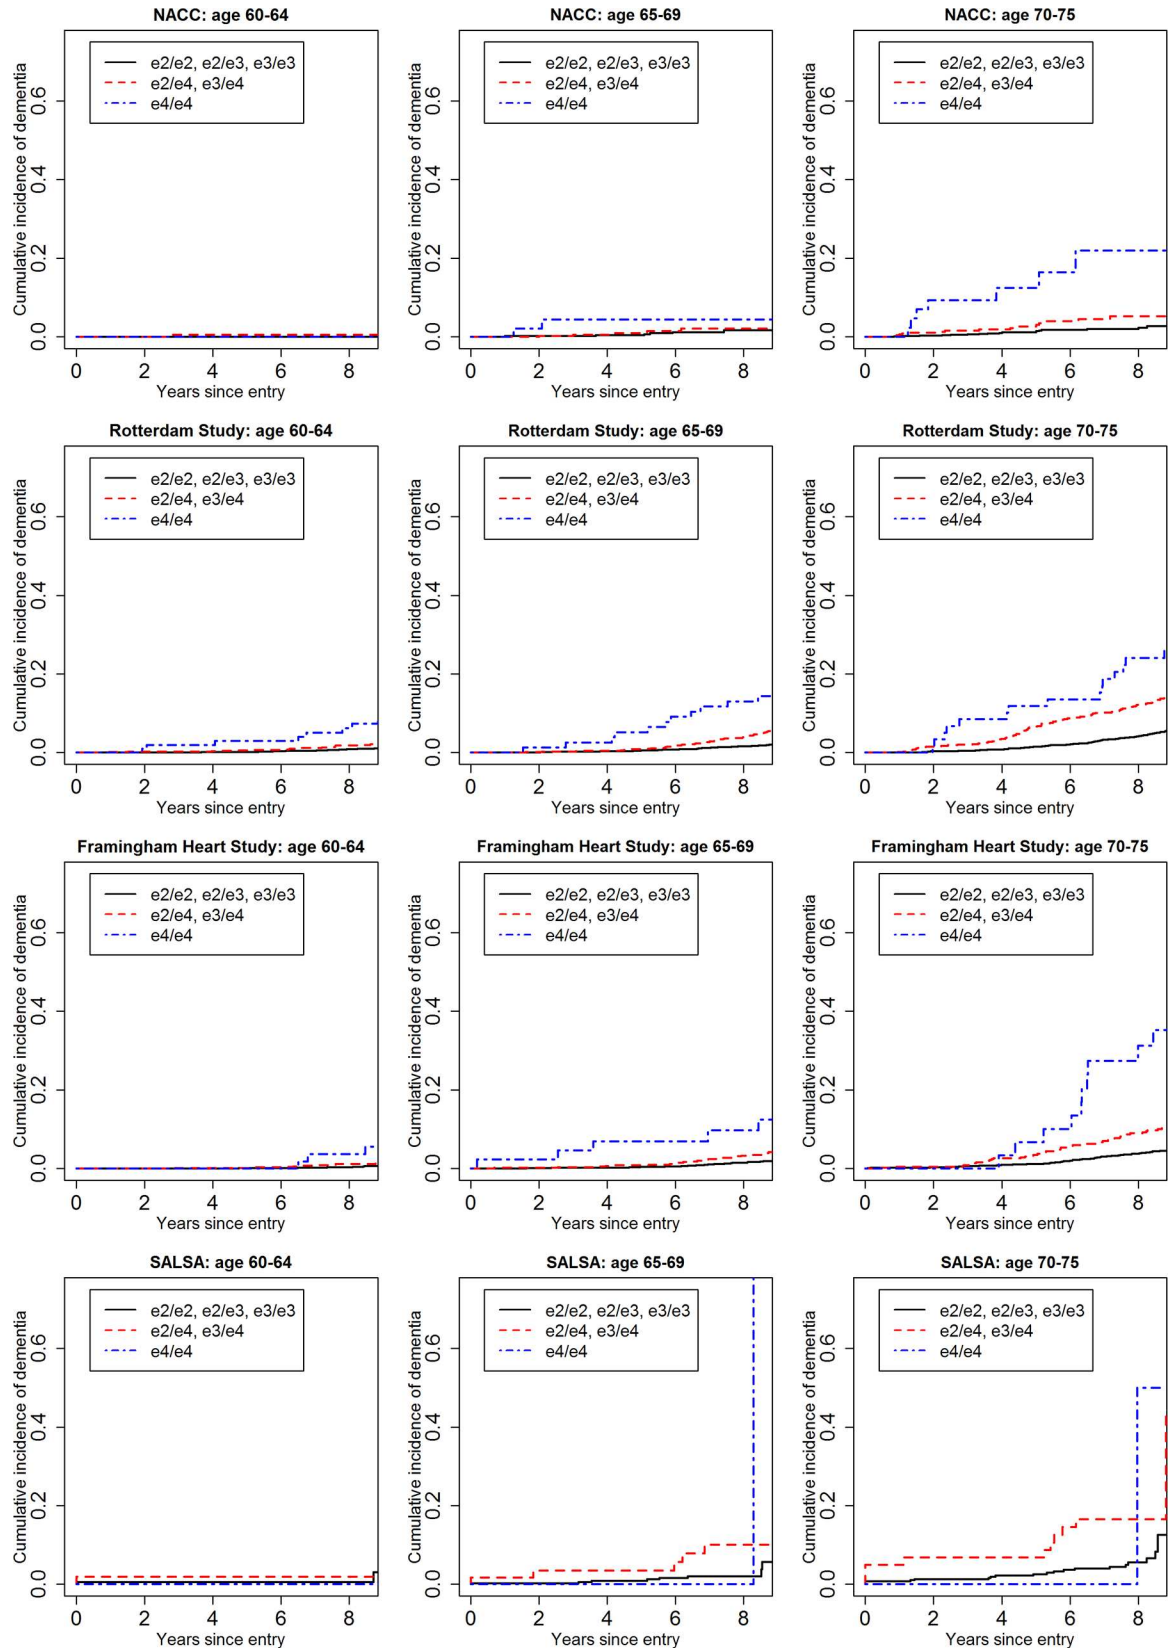 NACC: age 60-64
Cumulative incidence of dementia
0.0 0.2 0.4 0.6
e2/e2, e2/e3, e3/e3
e2/e4, e3/e4
e4/e4
0 2 4 6 8
Years since entry
NACC: age 65-69
Cumulative incidence of dementia
0.0 0.2 0.4 0.6
e2/e2, e2/e3, e3/e3
e2/e4, e3/e4
e4/e4
0 2 4 6 8
Years since entry
NACC: age 70-75
Cumulative incidence of dementia
0.0 0.2 0.4 0.6
e2/e2, e2/e3, e3/e3
e2/e4, e3/e4
e4/e4
0 2 4 6 8
Years since entry
Rotterdam Study: age 60-64
Cumulative incidence of dementia
0.0 0.2 0.4 0.6
e2/e2, e2/e3, e3/e3
e2/e4, e3/e4
e4/e4
0 2 4 6 8
Years since entry
Rotterdam Study: age 65-69
Cumulative incidence of dementia
0.0 0.2 0.4 0.6
e2/e2, e2/e3, e3/e3
e2/e4, e3/e4
e4/e4
0 2 4 6 8
Years since entry
Rotterdam Study: age 70-75
Cumulative incidence of dementia
0.0 0.2 0.4 0.6
e2/e2, e2/e3, e3/e3
e2/e4, e3/e4
e4/e4
0 2 4 6 8
Years since entry
Framingham Heart Study: age 60-64
Cumulative incidence of dementia
0.0 0.2 0.4 0.6
e2/e2, e2/e3, e3/e3
e2/e4, e3/e4
e4/e4
0 2 4 6 8
Years since entry
Framingham Heart Study: age 65-69
Cumulative incidence of dementia
0.0 0.2 0.4 0.6
e2/e2, e2/e3, e3/e3
e2/e4, e3/e4
e4/e4
0 2 4 6 8
Years since entry
Framingham Heart Study: age 70-75
Cumulative incidence of dementia
0.0 0.2 0.4 0.6
e2/e2, e2/e3, e3/e3
e2/e4, e3/e4
e4/e4
0 2 4 6 8
Years since entry
SALSA: age 60-64
Cumulative incidence of dementia
0.0 0.2 0.4 0.6
e2/e2, e2/e3, e3/e3
e2/e4, e3/e4
e4/e4
0 2 4 6 8
Years since entry
SALSA: age 65-69
Cumulative incidence of dementia
0.0 0.2 0.4 0.6
e2/e2, e2/e3, e3/e3
e2/e4, e3/e4
e4/e4
0 2 4 6 8
Years since entry
SALSA: age 70-75
Cumulative incidence of dementia
0.0 0.2 0.4 0.6
e2/e2, e2/e3, e3/e3
e2/e4, e3/e4
e4/e4
0 2 4 6 8
Years since entry